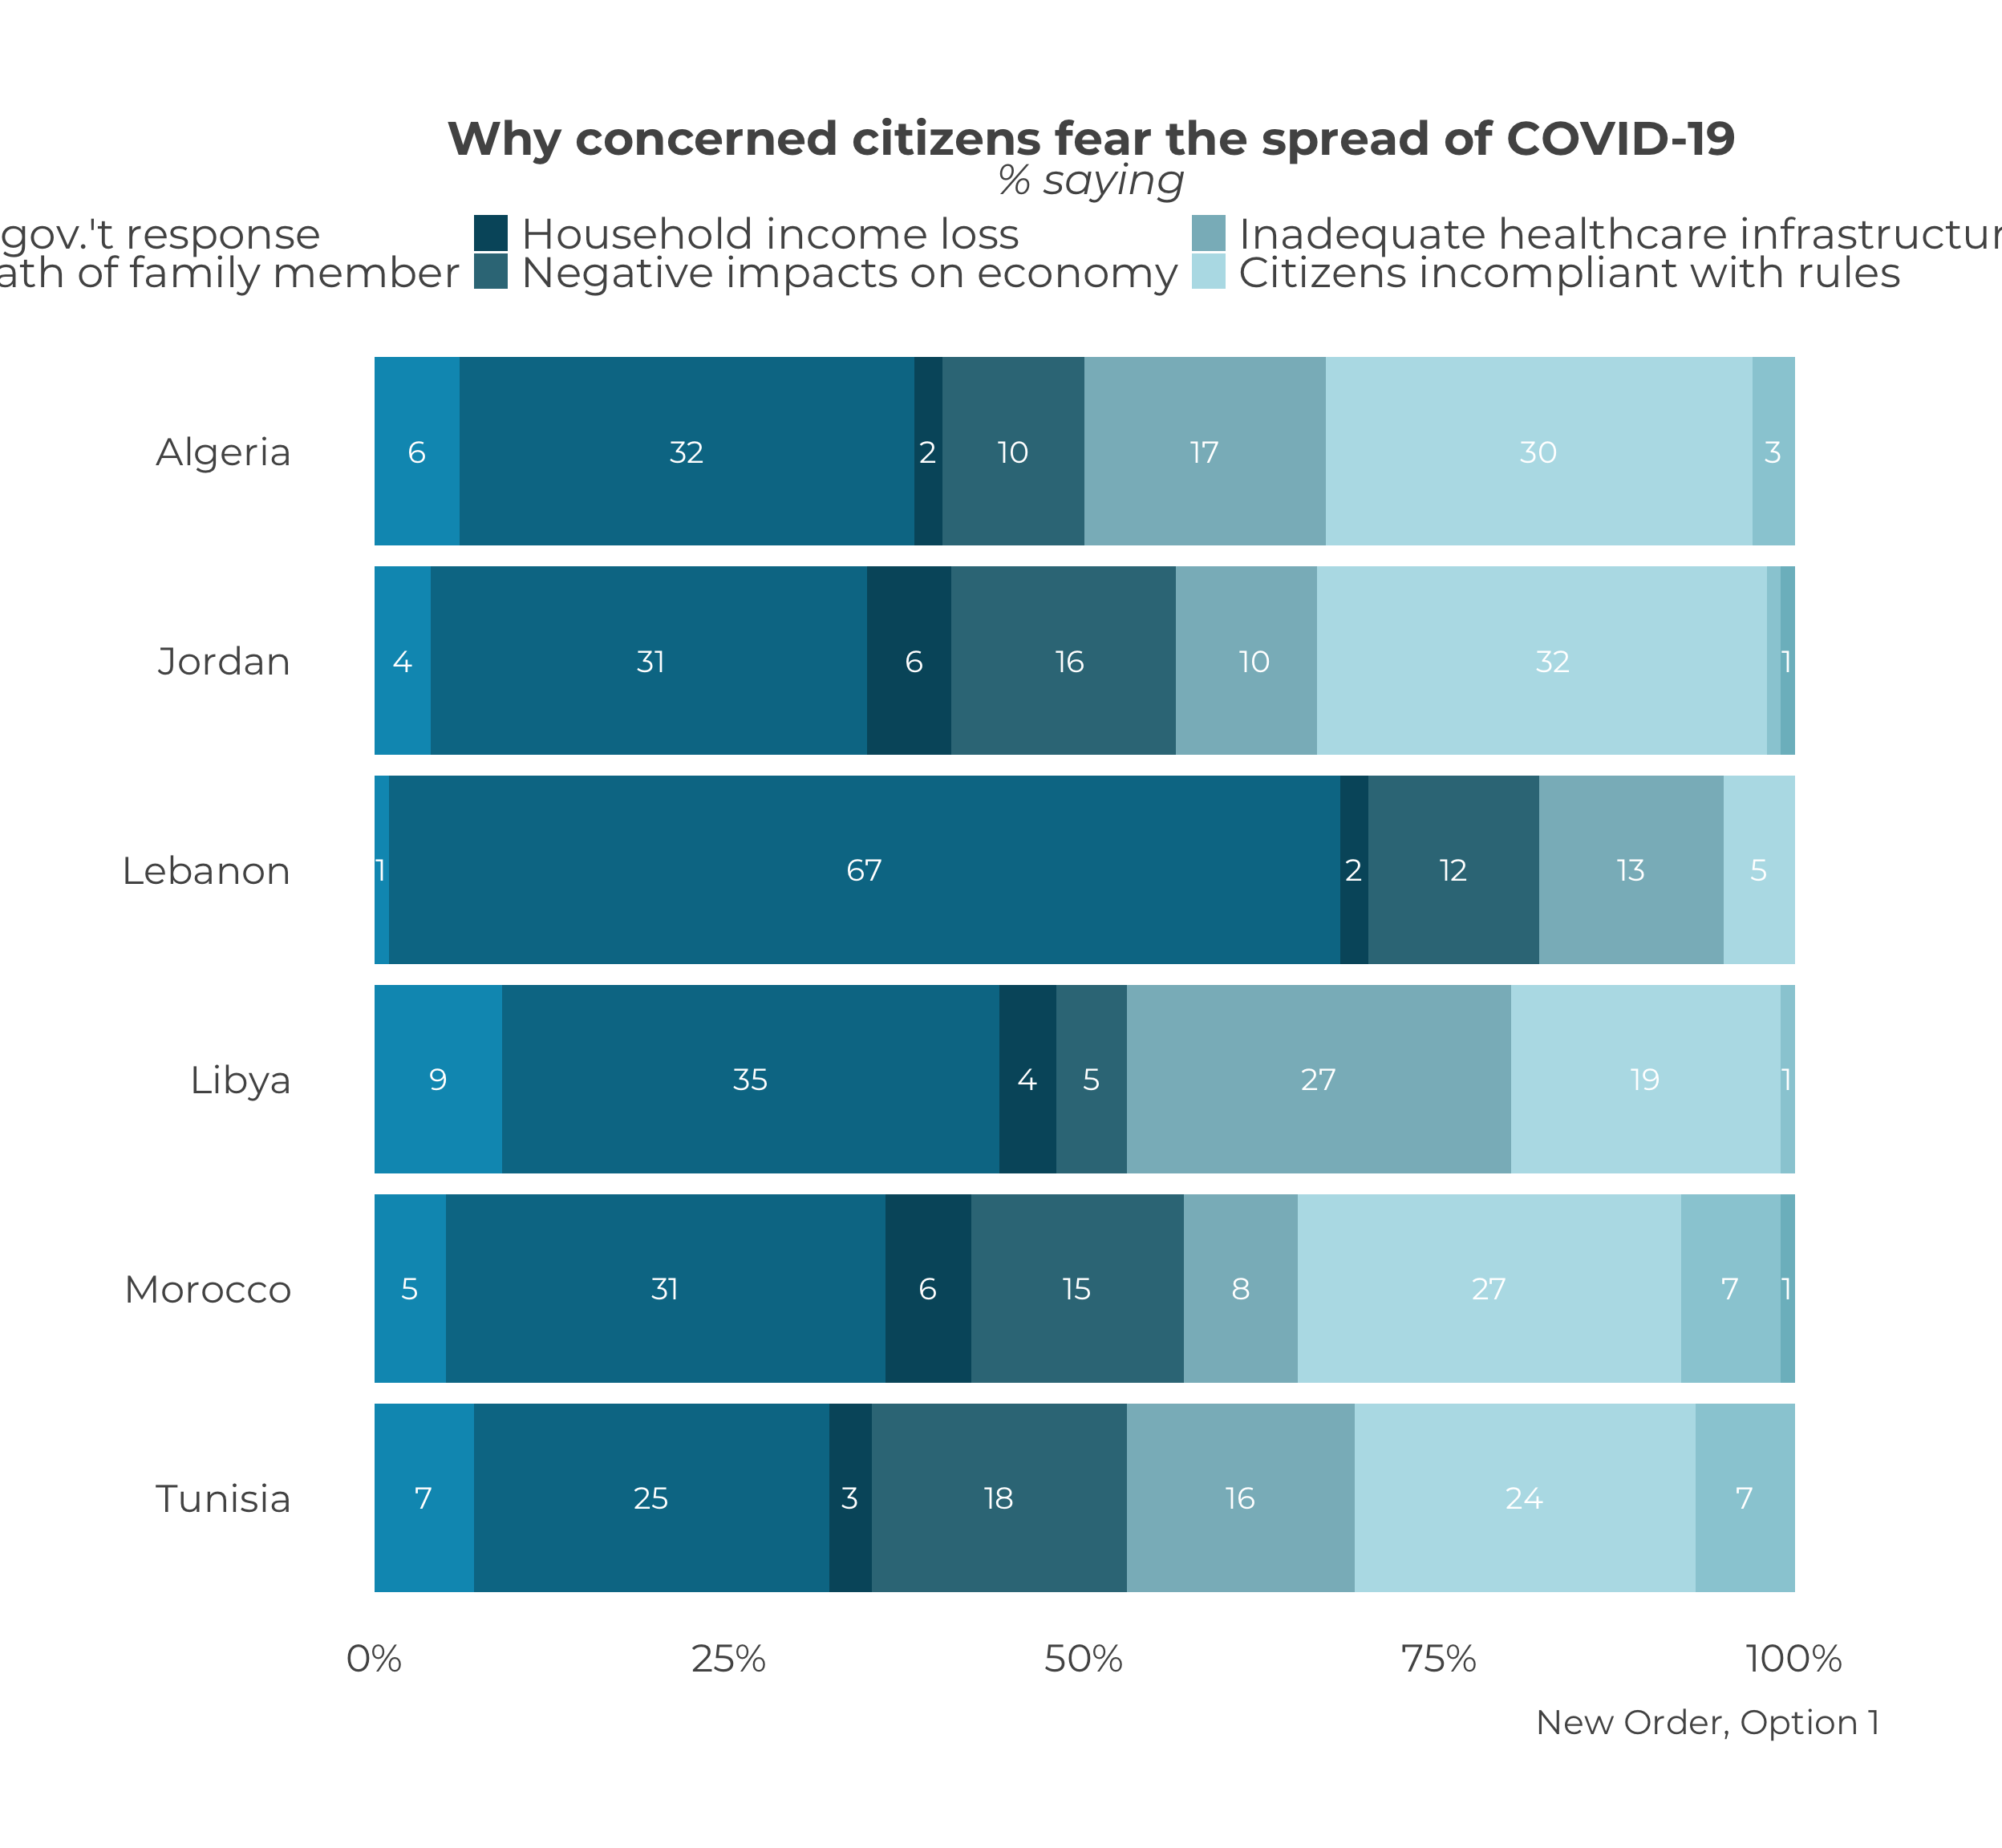 Why concerned citizens fear the spread of COVID-19
% saying
gov.'t response Household income loss Inadequate healthcare
of family member Negative impacts on economy Citizens incompliant with rules
Algeria 6 32 2 10 17 30 3
Jordan 4 31 6 16 10 32 1
Lebanon 1 67 2 12 13 5
Libya 9 35 4 5 27 19 1
Morocco 5 31 6 15 8 27 7 1
Tunisia 7 25 3 18 16 24 7
0% 25% 50% 75% 100%
New Order, Option 1